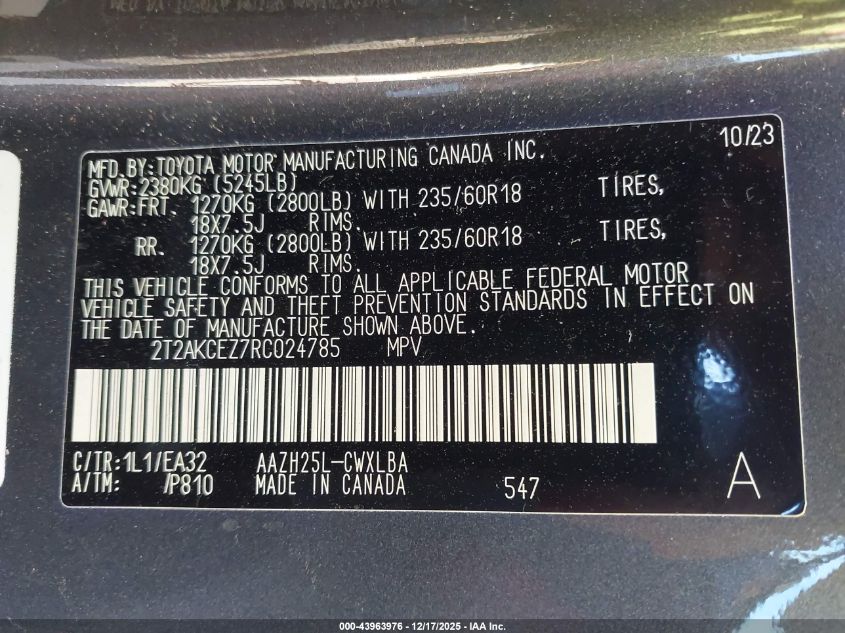 10/23
MFD.BY:TOYOTA MOTOR MANUFACTURING CANADA INC.
GVWR:2380KG (5245LB)
GAWR:FRT. 1270KG (2800LB) WITH 235/60R18 TIRES,
18X7.5J RIMS.
RR. 1270KG (2800LB) WITH 235/60R18 TIRES,
18X7.5J RIMS.
THIS VEHICLE CONFORMS TO ALL APPLICABLE FEDERAL MOTOR
VEHICLE SAFETY AND THEFT PREVENTION STANDARDS IN EFFECT ON
THE DATE OF MANUFACTURE SHOWN ABOVE.
2T2AKCEZ7RC024785 MPV
C/TR:1L1/EA32 AAZH25L-CWXLBA
A/TM: /P810 MADE IN CANADA 547 A
000-43963976 - 12/17/2025 - IAA Inc.